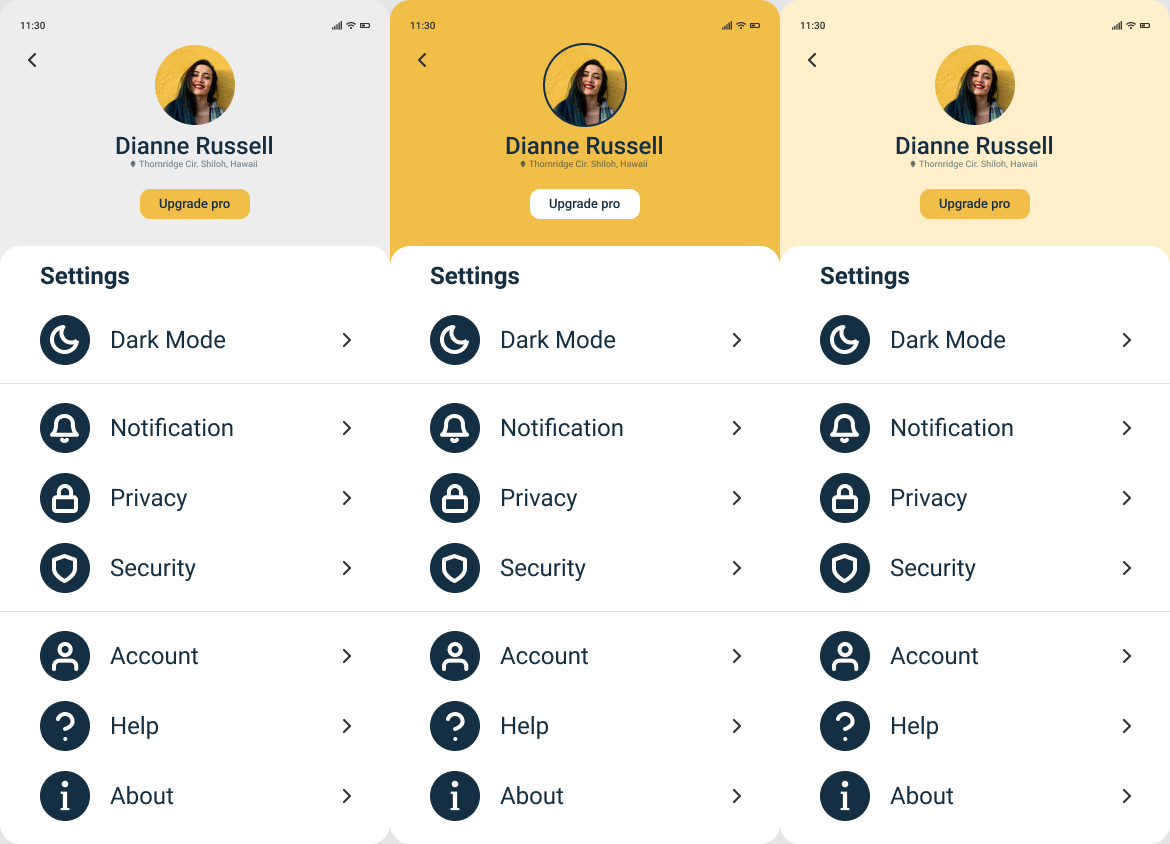 11:30
Dianne Russell
Thornridge Cir. Shiloh, Hawaii
Upgrade pro
Settings
Dark Mode
Notification
Privacy
Security
Account
Help
About
11:30
Dianne Russell
Thornridge Cir. Shiloh, Hawaii
Upgrade pro
Settings
Dark Mode
Notification
Privacy
Security
Account
Help
About
11:30
Dianne Russell
Thornridge Cir. Shiloh, Hawaii
Upgrade pro
Settings
Dark Mode
Notification
Privacy
Security
Account
Help
About